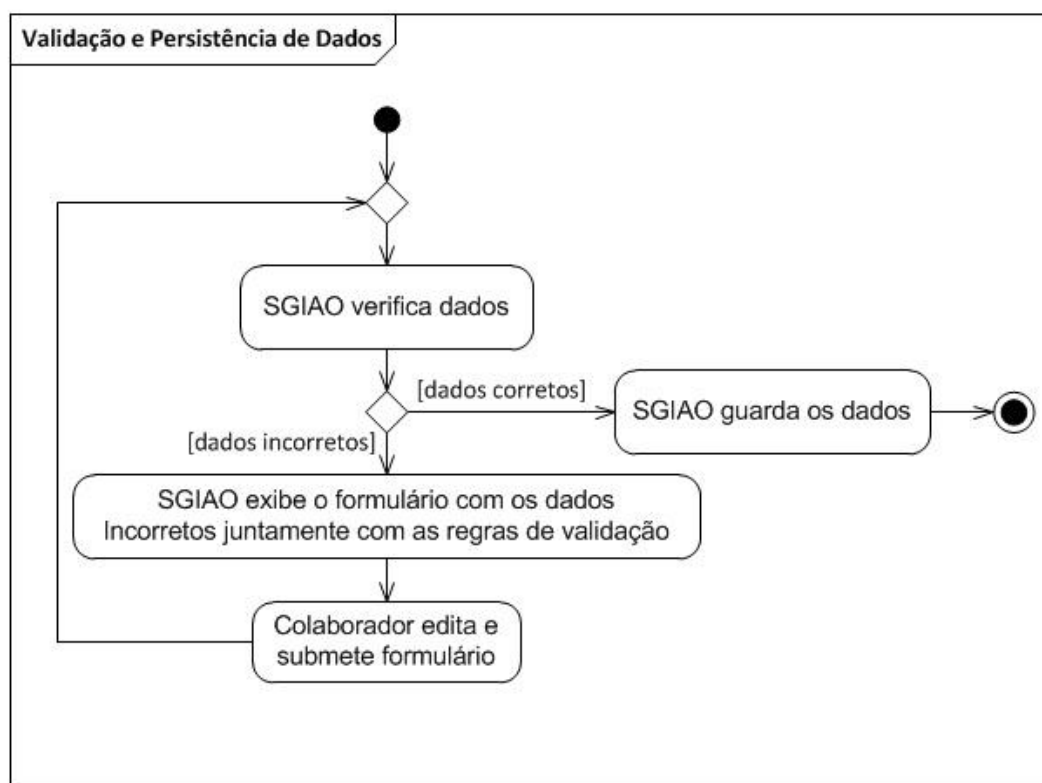 Validação e Persistência de Dados
SGIAO verifica dados
[dados corretos]
SGIAO guarda os dados
[dados incorretos]
SGIAO exibe o formulário com os dados
Incorretos juntamente com as regras de validação
Colaborador edita e
submete formulário